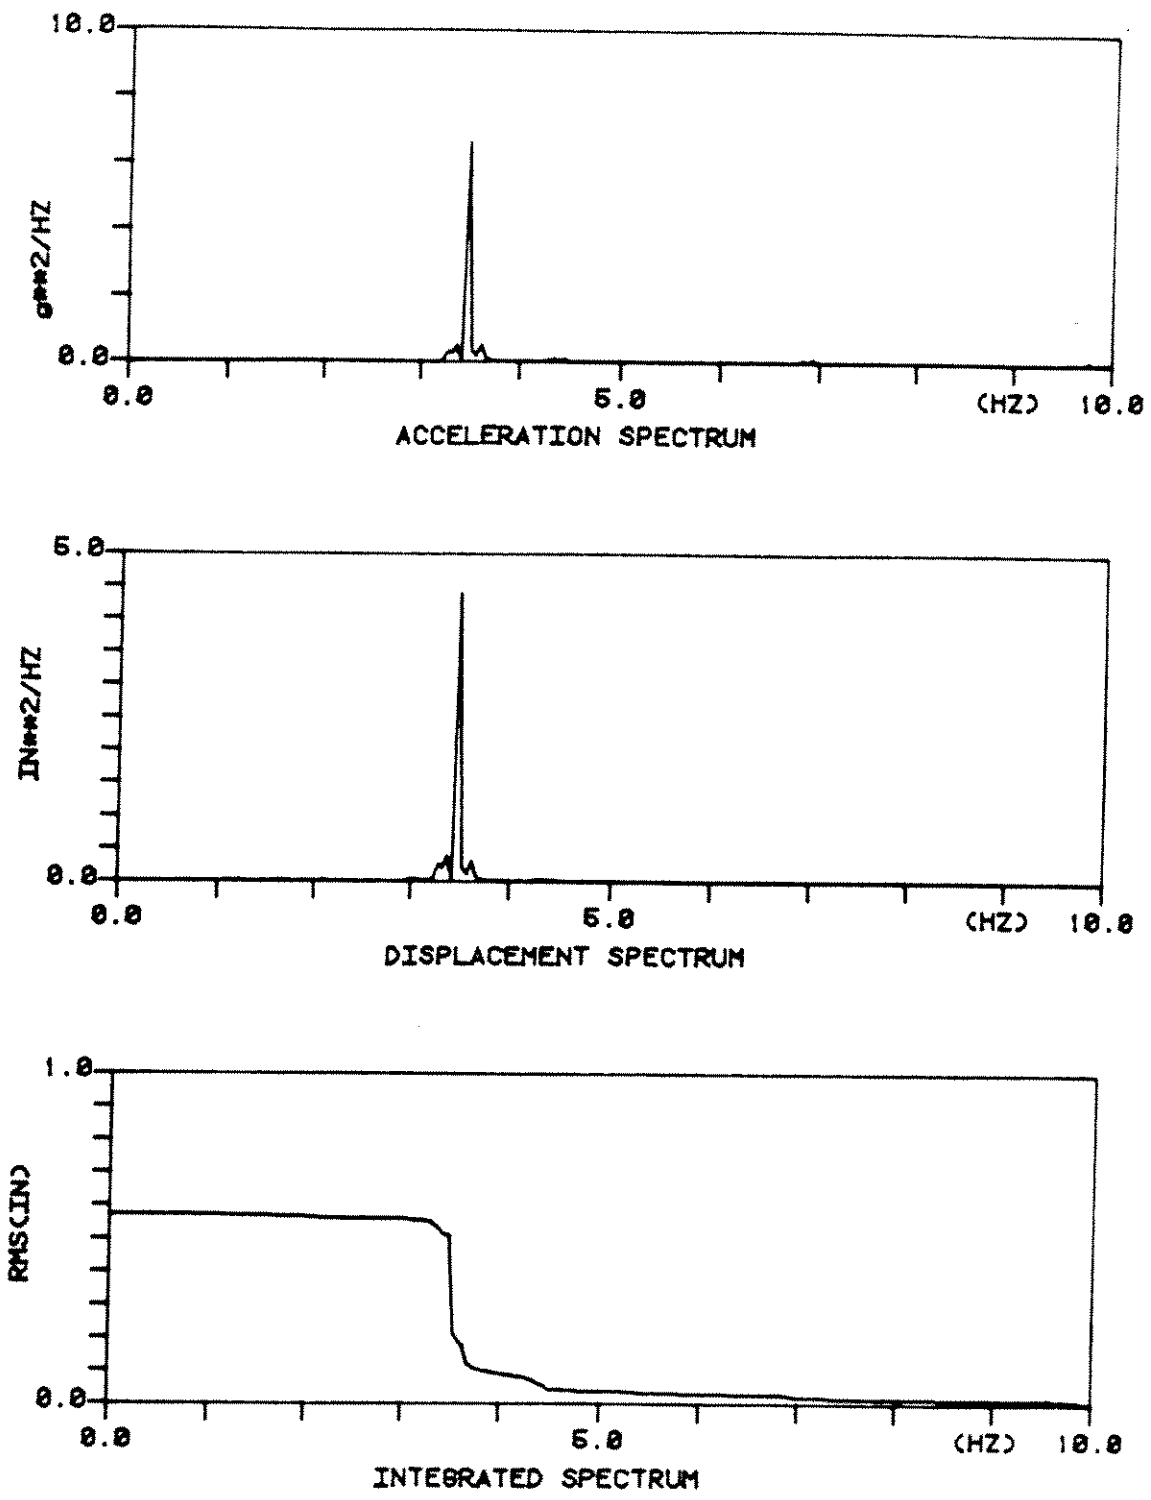 10.0
g**2/HZ
0.0
0.0 5.0 (HZ) 10.0
ACCELERATION SPECTRUM
5.0
IN**2/HZ
0.0
0.0 5.0 (HZ) 10.0
DISPLACEMENT SPECTRUM
1.0
RMS(IN)
0.0
0.0 5.0 (HZ) 10.0
INTEGRATED SPECTRUM